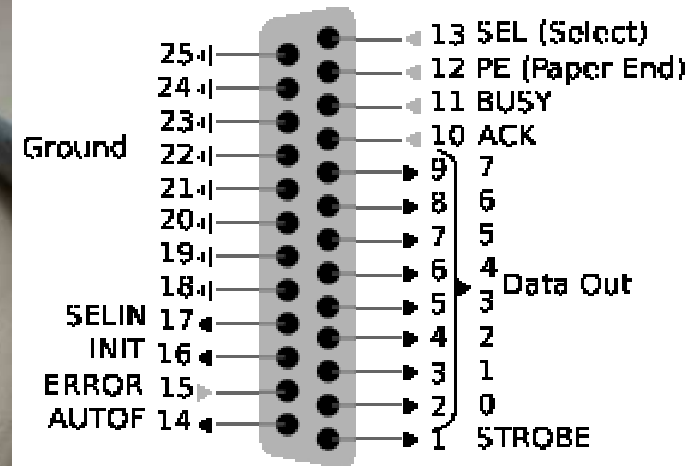 25
24
23
Ground
22
21
20
19
18
SELIN 17
INIT 16
ERROR 15
AUTOF 14
13 SEL (Select)
12 PE (Paper End)
11 BUSY
10 ACK
9 7
8 6
7 5
6 4
Data Out
5 3
4 2
3 1
2 0
1 STROBE